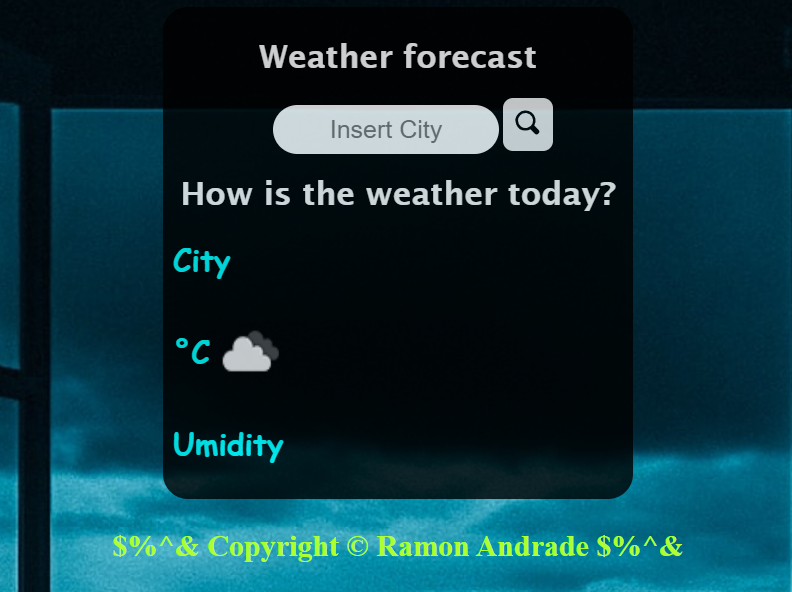 Weather forecast
Insert City
How is the weather today?
City
°C
Umidity
$%^& Copyright © Ramon Andrade $%^&